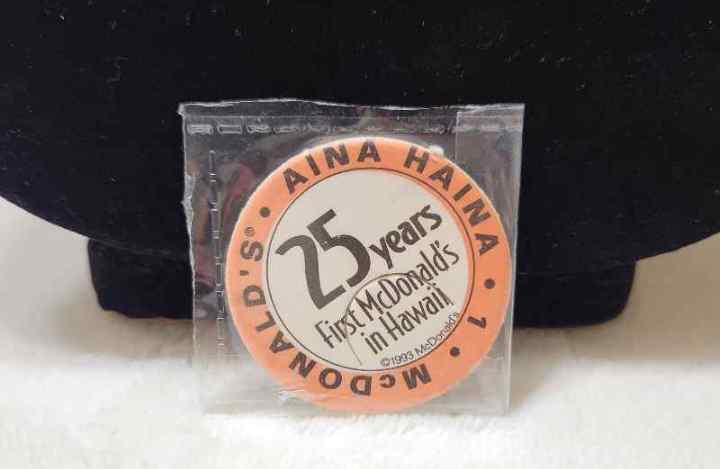 AINA HAINA • 1 • McDONALD'S® •
25 years
First McDonald's
in Hawaii
©1993 McDonald's